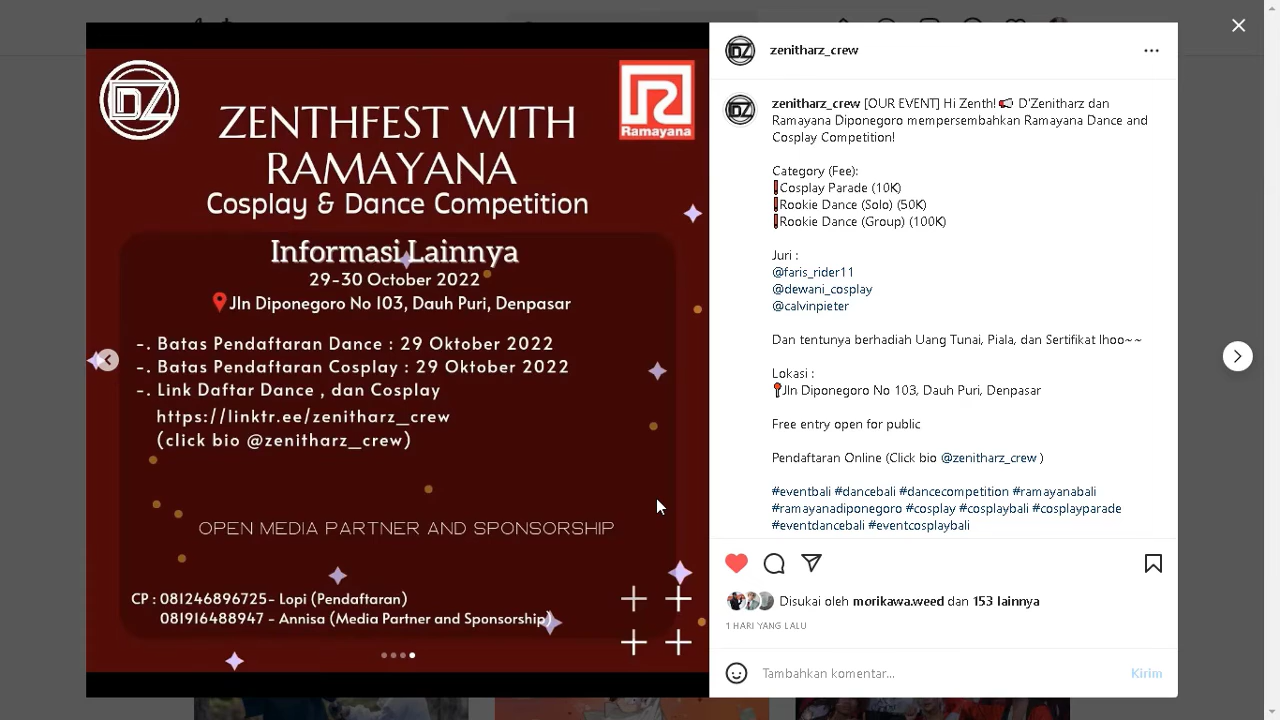 DZ
Ramayana
ZENTHFEST WITH
RAMAYANA
Cosplay & Dance Competition
Informasi Lainnya
29-30 October 2022
Jln Diponegoro No 103, Dauh Puri, Denpasar
-. Batas Pendaftaran Dance : 29 Oktober 2022
-. Batas Pendaftaran Cosplay : 29 Oktober 2022
-. Link Daftar Dance , dan Cosplay
https://linktr.ee/zenitharz_crew
(click bio @zenitharz_crew)
OPEN MEDIA PARTNER AND SPONSORSHIP
CP : 081246896725- Lopi (Pendaftaran)
081916488947 - Annisa (Media Partner and Sponsorship)
DZ
zenitharz_crew
DZ
zenitharz_crew [OUR EVENT] Hi Zenth! D'Zenitharz dan
Ramayana Diponegoro mempersembahkan Ramayana Dance and
Cosplay Competition!
Category (Fee):
Cosplay Parade (10K)
Rookie Dance (Solo) (50K)
Rookie Dance (Group) (100K)
Juri :
@faris_rider11
@dewani_cosplay
@calvinpieter
Dan tentunya berhadiah Uang Tunai, Piala, dan Sertifikat lhoo~~
Lokasi :
Jln Diponegoro No 103, Dauh Puri, Denpasar
Free entry open for public
Pendaftaran Online (Click bio @zenitharz_crew )
#eventbali #dancebali #dancecompetition #ramayanabali
#ramayanadiponegoro #cosplay #cosplaybali #cosplayparade
#eventdancebali #eventcosplaybali
Disukai oleh morikawa.weed dan 153 lainnya
1 HARI YANG LALU
Tambahkan komentar...
Kirim